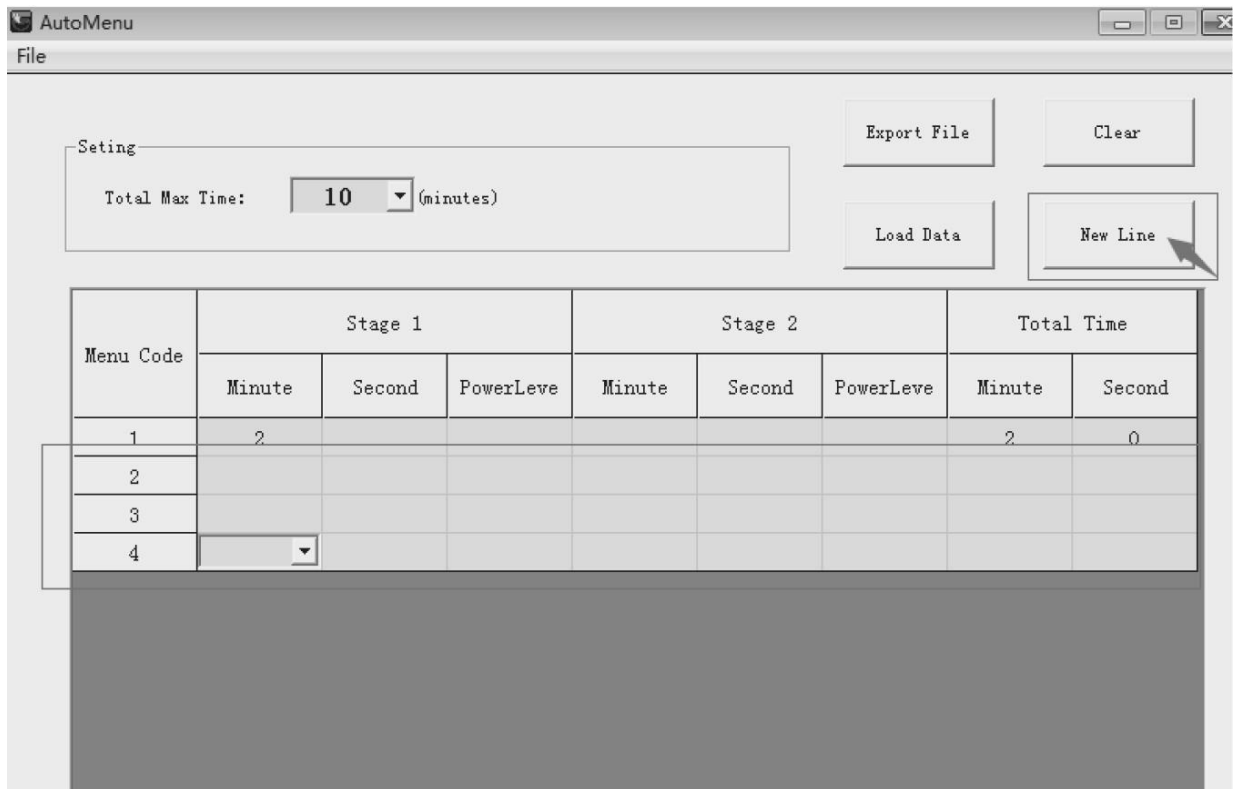 AutoMenu
File
Export File
Clear
Seting
Total Max Time: 10 (minutes)
Load Data
New Line
Menu Code
Stage 1
Stage 2
Total Time
Minute Second PowerLeve Minute Second PowerLeve Minute Second
1 2 2 0
2
3
4